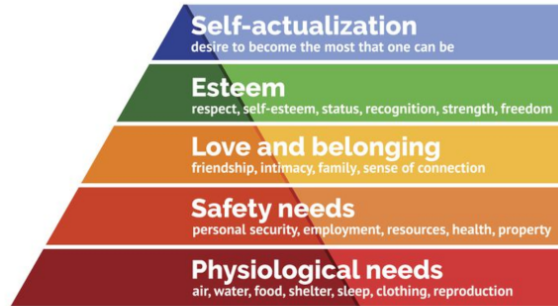 Self-actualization
desire to become the most that one can be
Esteem
respect, self-esteem, status, recognition, strength, freedom
Love and belonging
friendship, intimacy, family, sense of connection
Safety needs
personal security, employment, resources, health, property
Physiological needs
air, water, food, shelter, sleep, clothing, reproduction